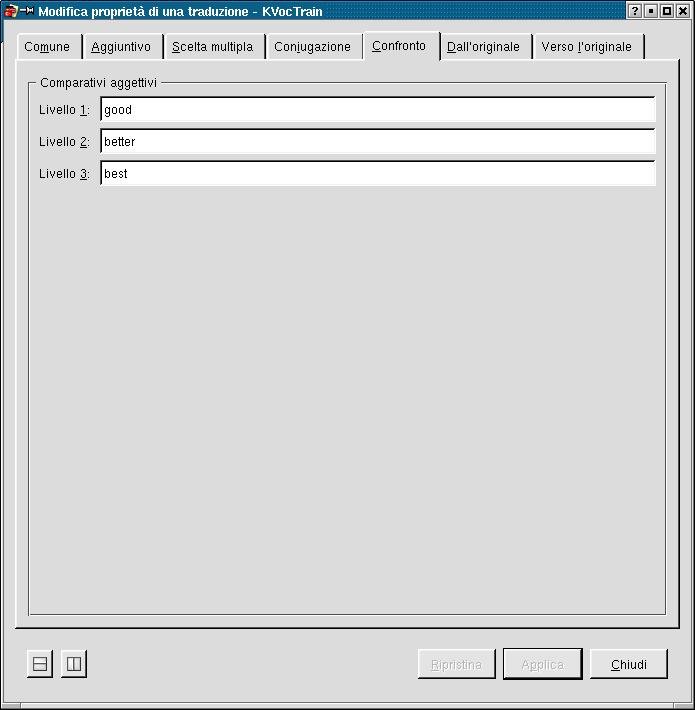 Modifica proprietà di una traduzione - KVocTrain
Comune Aggiuntivo Scelta multipla Coniugazione Confronto Dall'originale Verso l'originale
Comparativi aggettivi
Livello 1: good
Livello 2: better
Livello 3: best
Ripristina Applica Chiudi